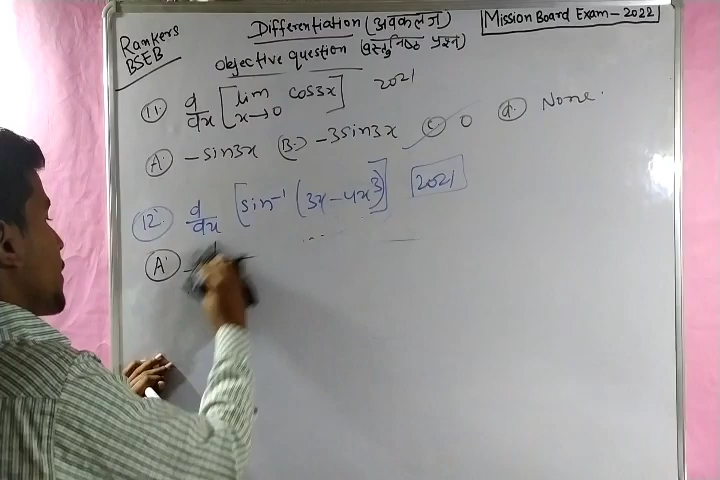 Rankers
BSEB
Differentiation (अवकलज)
objective question (वस्तुनिष्ठ प्रश्न)
Mission Board Exam-2022
11. d/dx [lim x→0 cos3x] 2021
A. -sin3x B. -3sin3x C. 0 d. None.
12. d/dx [sin⁻¹(3x-4x³)] 2021
A.